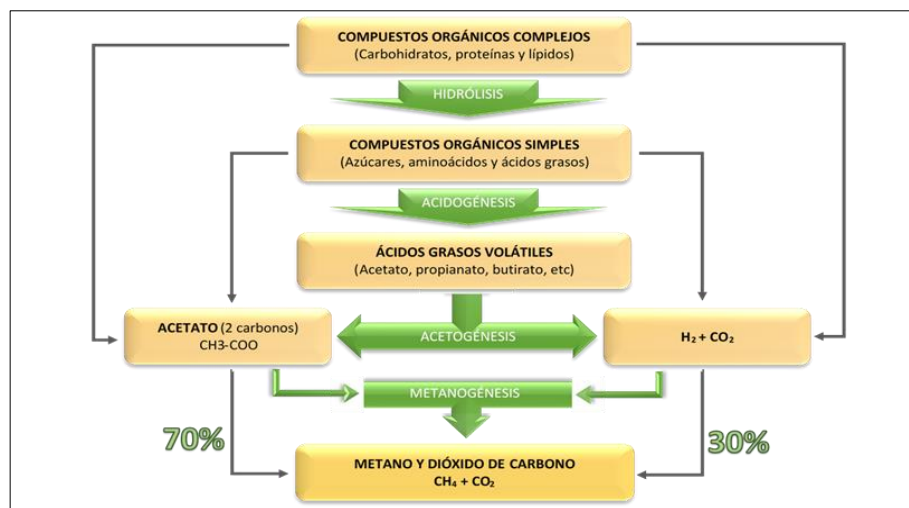 COMPUESTOS ORGÁNICOS COMPLEJOS
(Carbohidratos, proteínas y lípidos)
HIDRÓLISIS
COMPUESTOS ORGÁNICOS SIMPLES
(Azúcares, aminoácidos y ácidos grasos)
ACIDOGÉNESIS
ÁCIDOS GRASOS VOLÁTILES
(Acetato, propianato, butirato, etc)
ACETATO (2 carbonos)
CH3-COO
ACETOGÉNESIS
H₂ + CO₂
METANOGÉNESIS
70%
30%
METANO Y DIÓXIDO DE CARBONO
CH₄ + CO₂